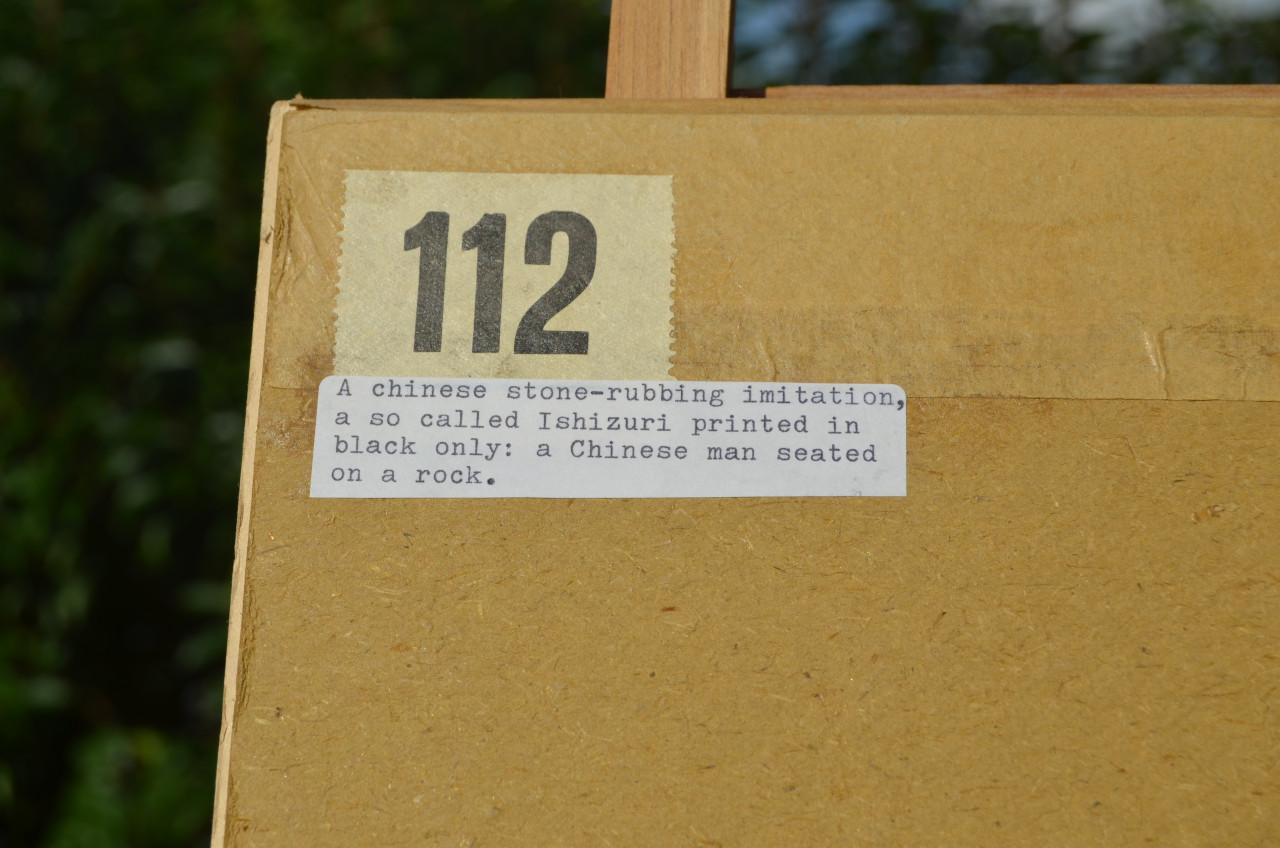 112
A chinese stone-rubbing imitation,
a so called Ishizuri printed in
black only: a Chinese man seated
on a rock.